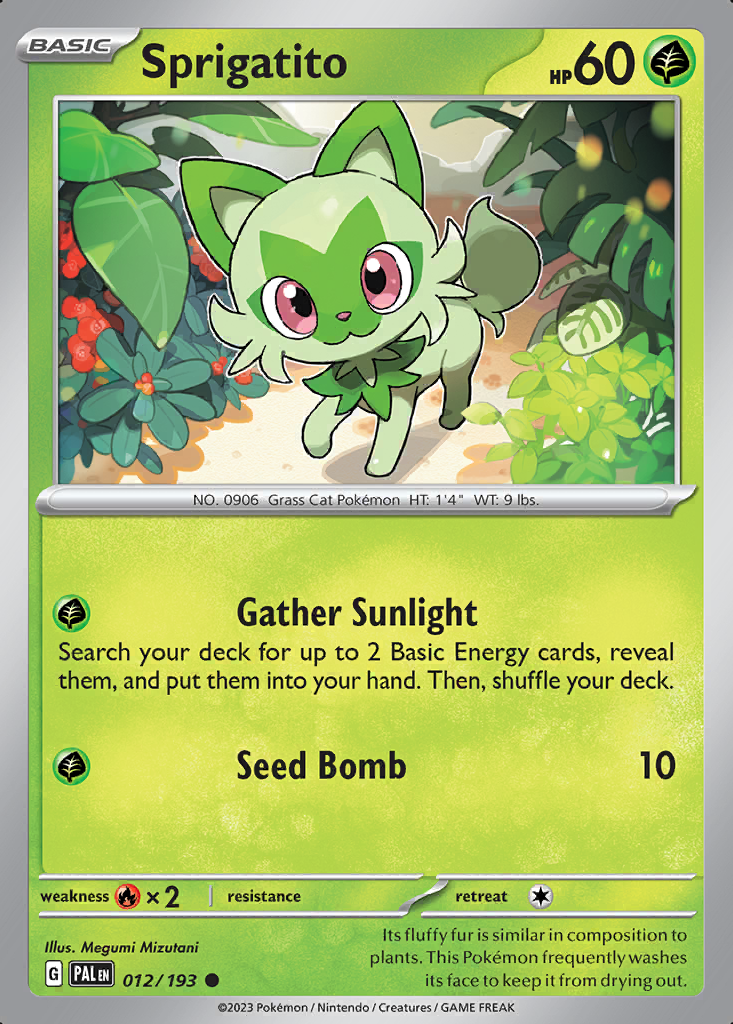 BASIC
Sprigatito
HP 60
NO. 0906 Grass Cat Pokémon HT: 1'4" WT: 9 lbs.
Gather Sunlight
Search your deck for up to 2 Basic Energy cards, reveal
them, and put them into your hand. Then, shuffle your deck.
Seed Bomb 10
weakness ×2 resistance retreat
Illus. Megumi Mizutani
G PAL EN 012/193
Its fluffy fur is similar in composition to
plants. This Pokémon frequently washes
its face to keep it from drying out.
©2023 Pokémon / Nintendo / Creatures / GAME FREAK